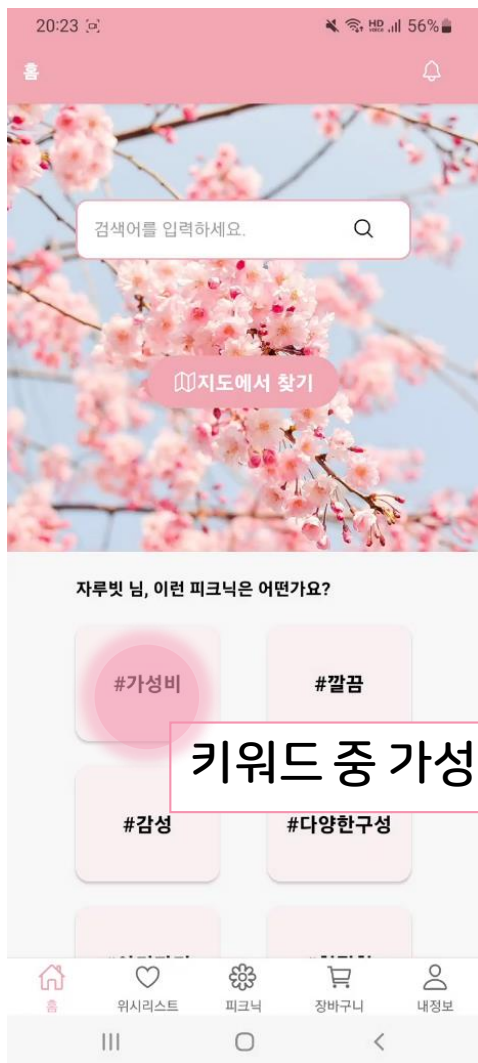 20:23
HD 56%
홈
검색어를 입력하세요.
지도에서 찾기
자루빗 님, 이런 피크닉은 어떤가요?
#가성비
#깔끔
키워드 중 가성
#감성
#다양한구성
홈
위시리스트
피크닉
장바구니
내정보